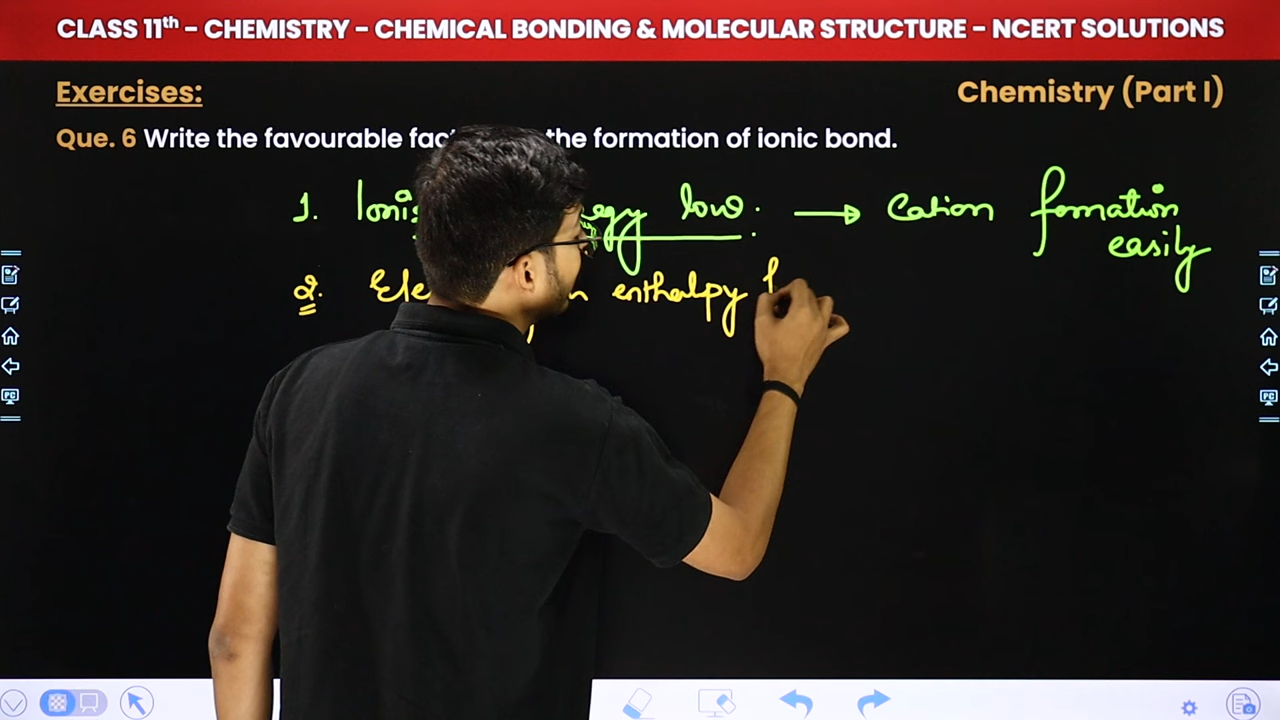 CLASS 11th - CHEMISTRY - CHEMICAL BONDING & MOLECULAR STRUCTURE - NCERT SOLUTIONS
Exercises:
Chemistry (Part I)
Que. 6 Write the favourable the formation of ionic bond.
1. low. → Cation formation
easily
2. enthalpy